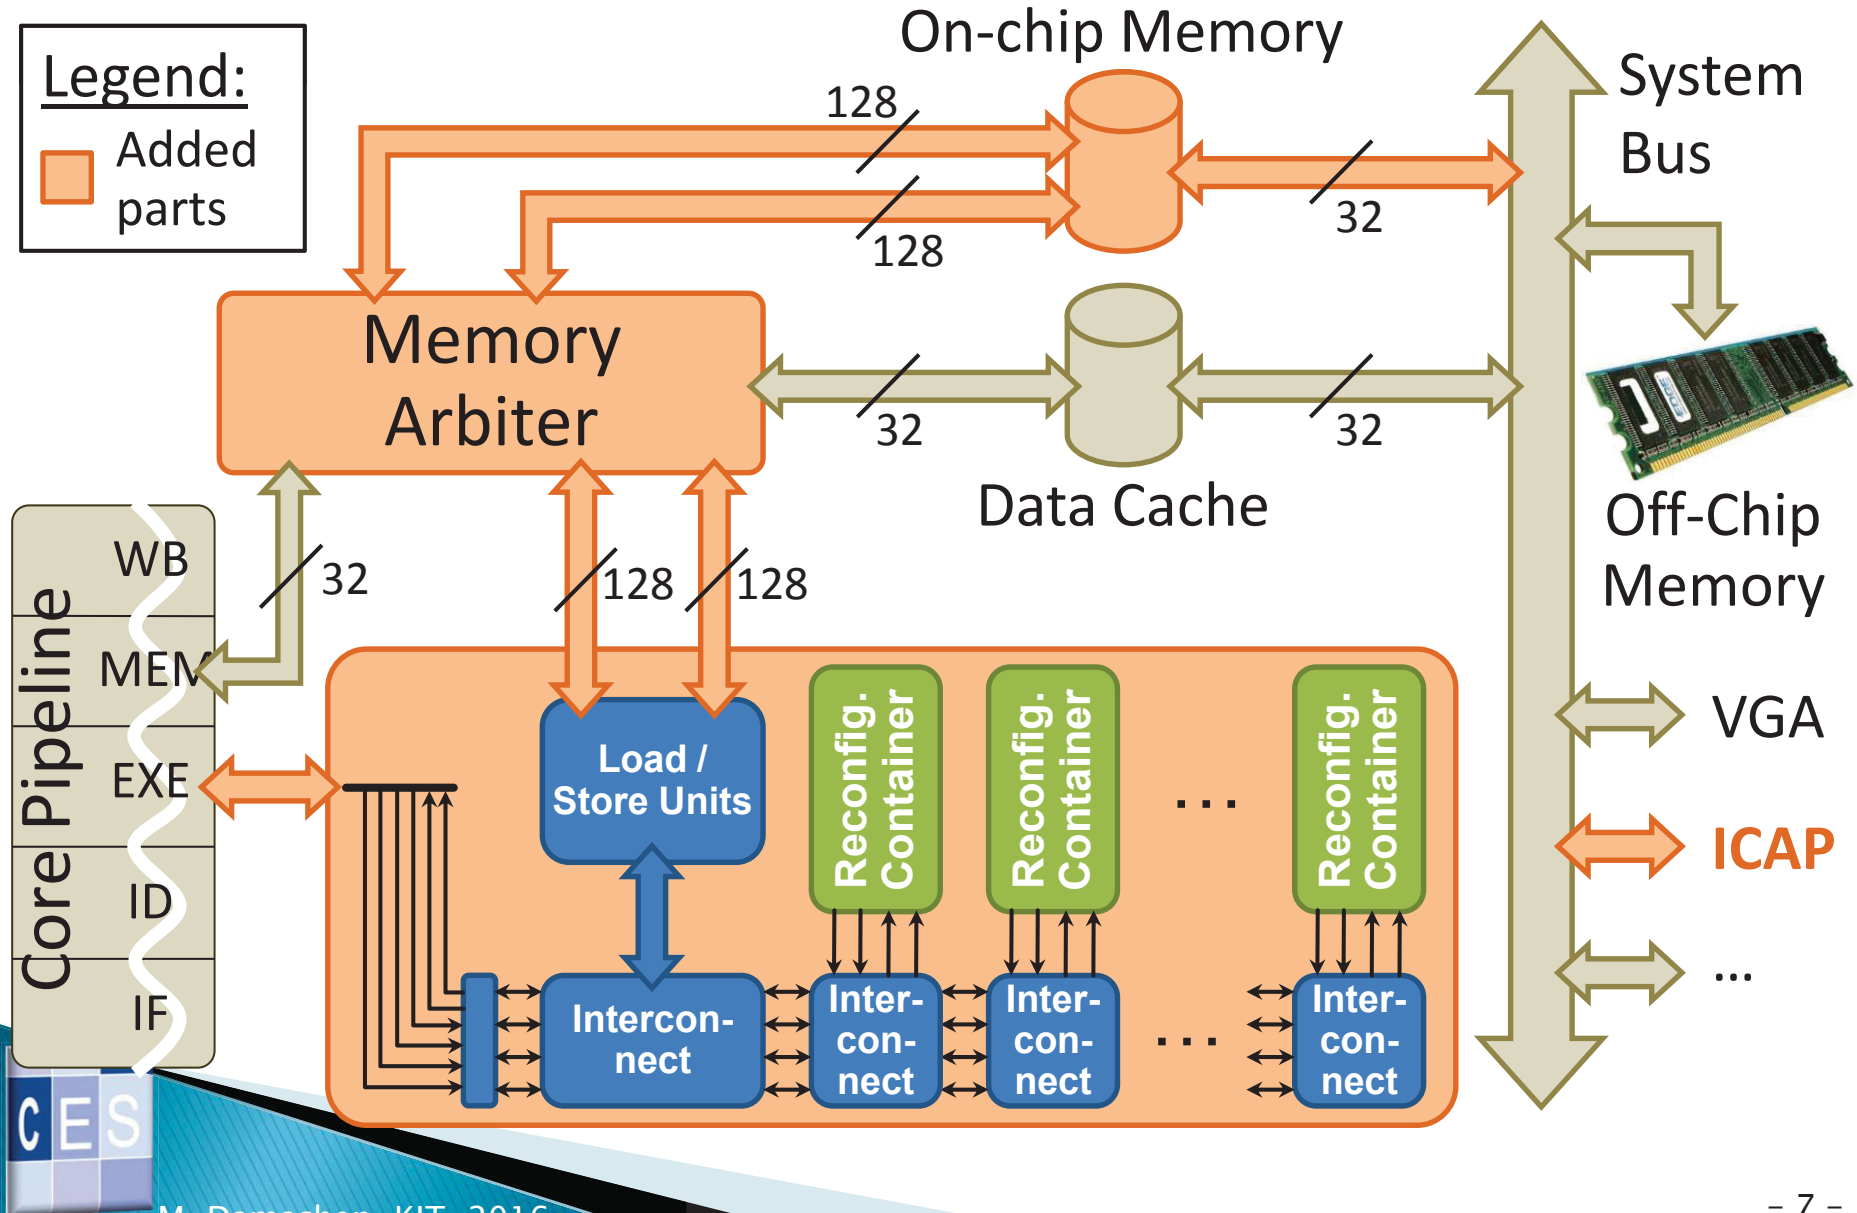 Legend:
Added
parts
On-chip Memory
System
Bus
128
128
32
Memory
Arbiter
32
32
Data Cache
Off-Chip
Memory
Core Pipeline
WB
MEM
EXE
ID
IF
32
128
128
Load /
Store Units
Reconfig.
Container
Reconfig.
Container
...
Reconfig.
Container
VGA
ICAP
...
Intercon-
nect
Inter-
con-
nect
Inter-
con-
nect
...
Inter-
con-
nect
CES
KIT 2016
- 7 -